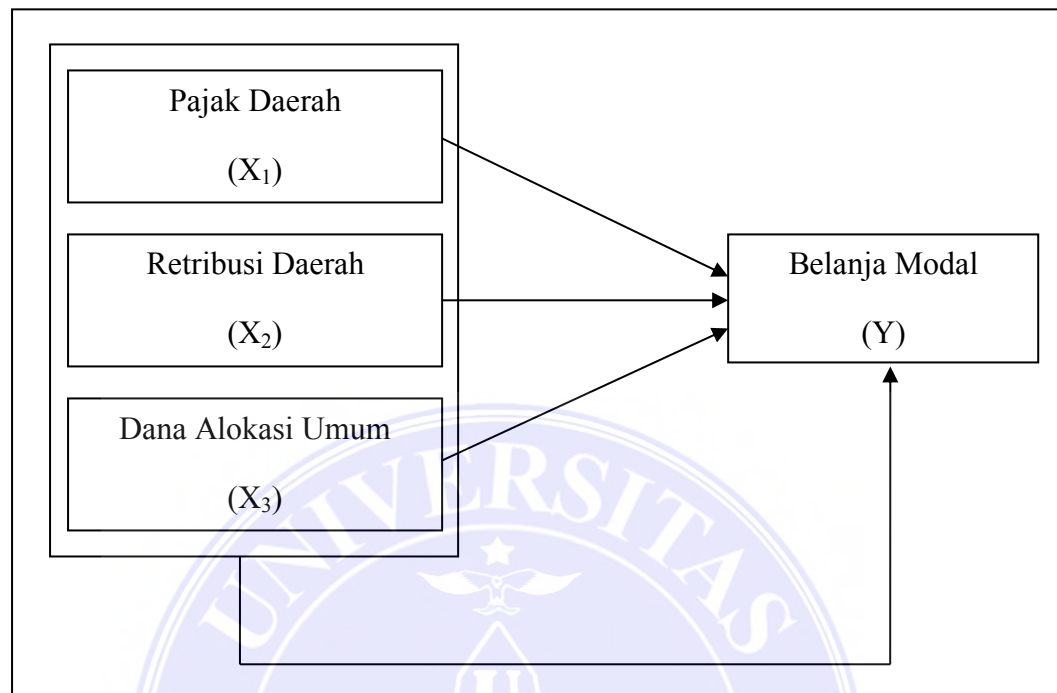 Pajak Daerah
(X₁)
Retribusi Daerah
(X₂)
Belanja Modal
(Y)
Dana Alokasi Umum
(X₃)
UNIVERSITAS
U